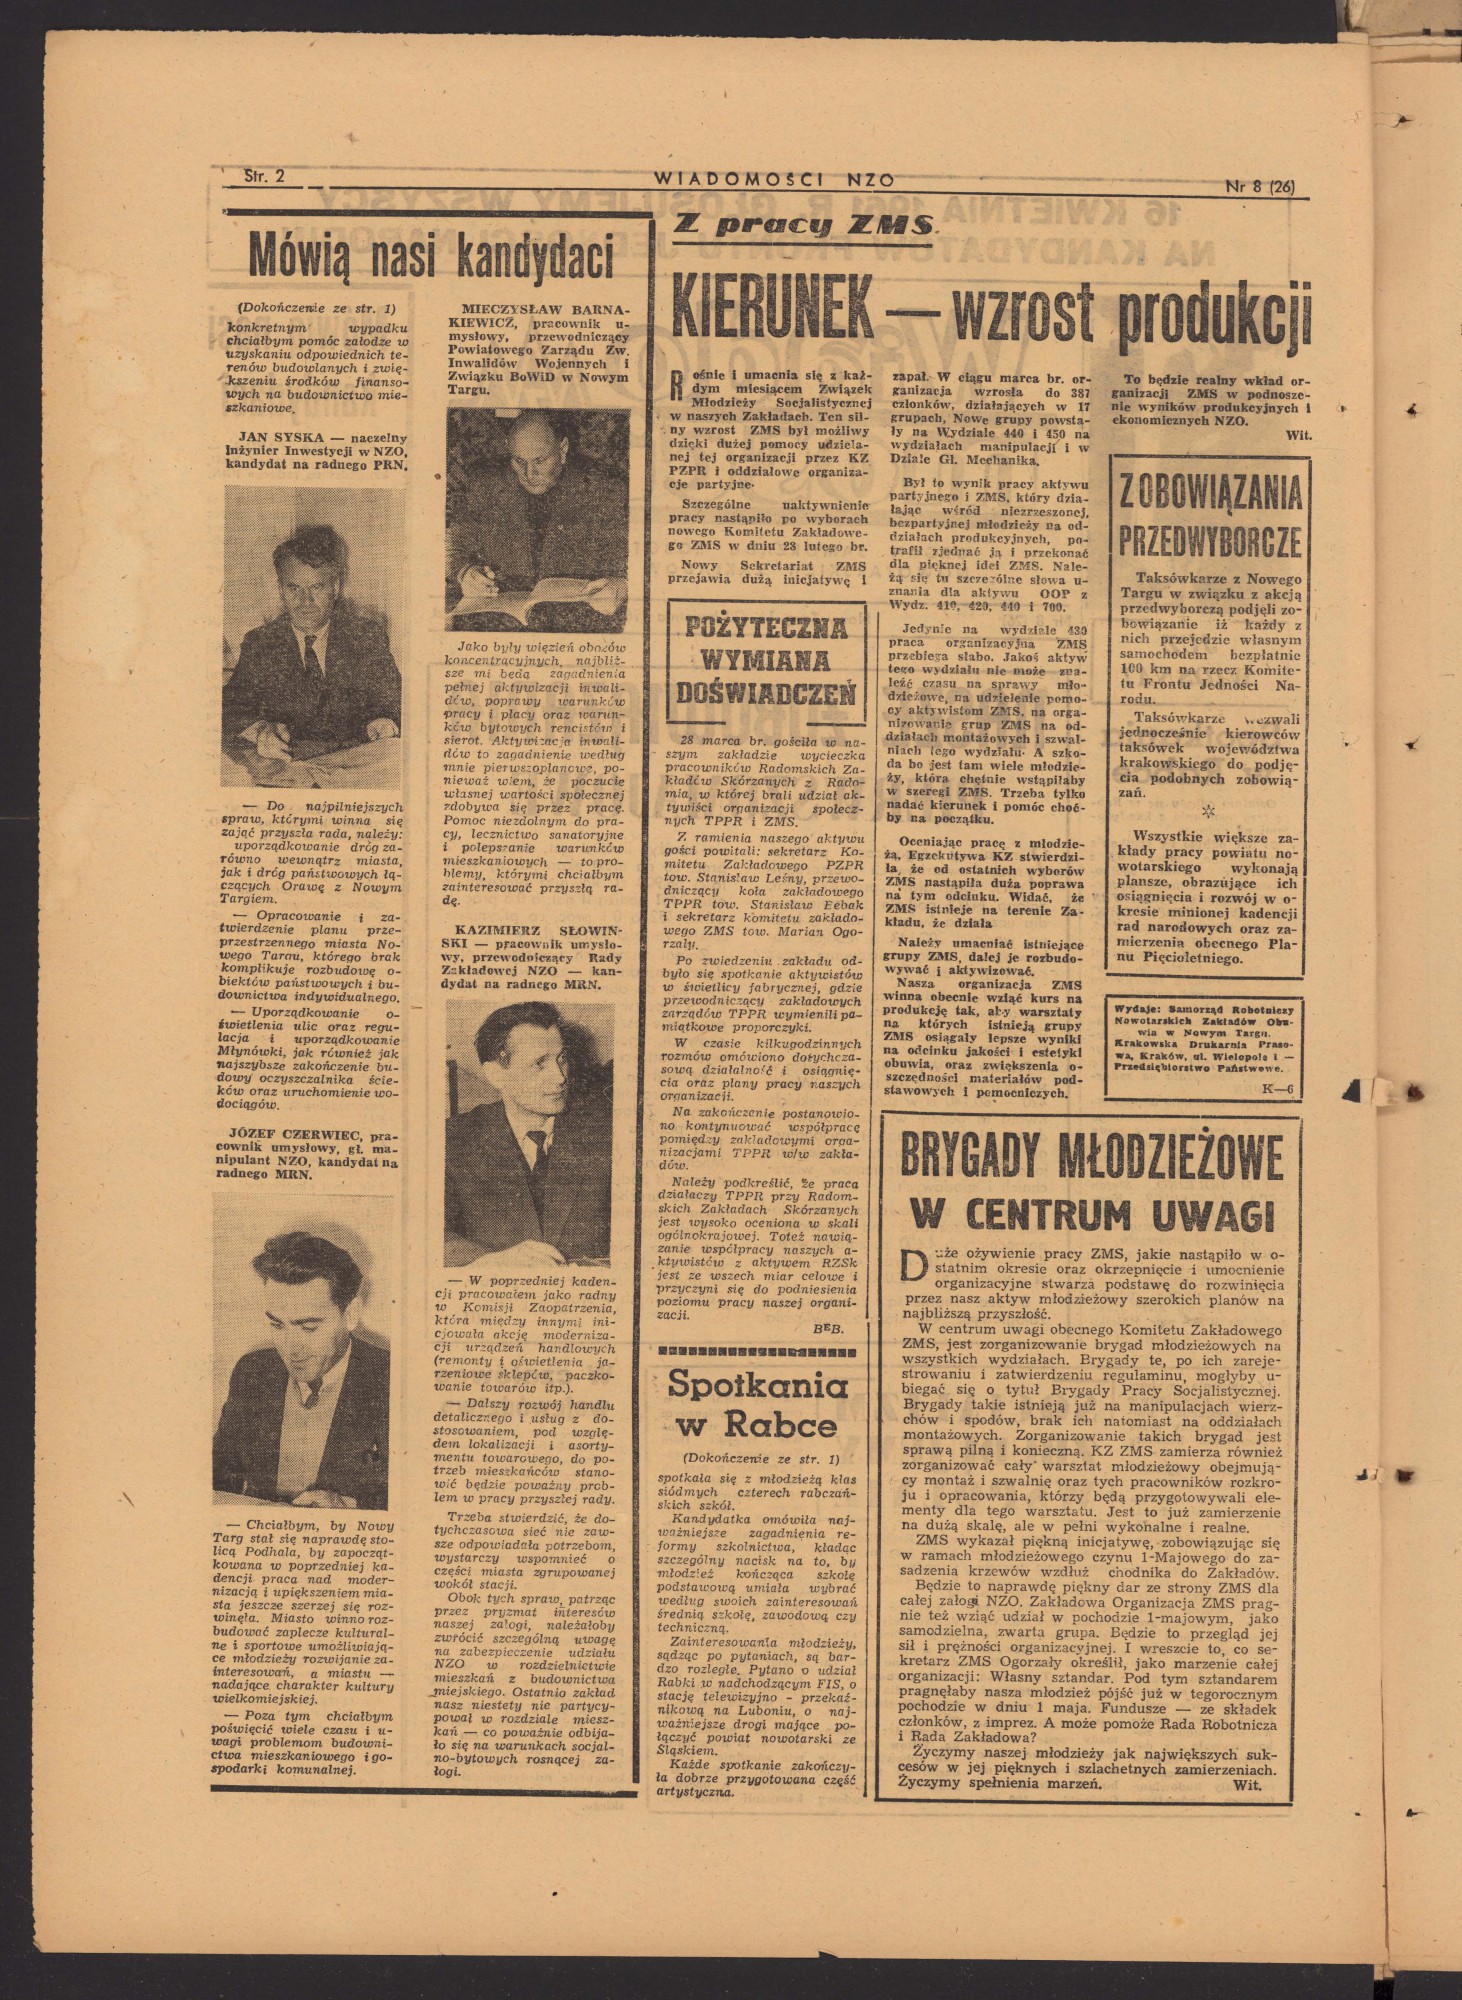 Str. 2
WIADOMOŚCI NZO
Nr 8 (26)
Mówią nasi kandydaci
(Dokończenie ze str. 1)
konkretnym wypadku
chciałbym pomóc załodze w
uzyskaniu odpowiednich te-
renów budowlanych i zwię-
kszeniu środków finanso-
wych na budownictwo mie-
szkaniowe.
JAN SYSKA — naczelny
Inżynier Inwestycji w NZO,
kandydat na radnego PRN.
— Do najpilniejszych
spraw, którymi winna się
zająć przyszła rada, należy:
uporządkowanie dróg za-
równo wewnątrz miasta,
jak i dróg państwowych łą-
czących Orawę z Nowym
Targiem.
— Opracowanie i za-
twierdzenie planu prze-
przestrzennego miasta No-
wego Targu, którego brak
komplikuje rozbudowę o-
biektów państwowych i bu-
downictwa indywidualnego.
— Uporządkowanie o-
świetlenia ulic oraz regu-
lacja i uporządkowanie
Młynówki, jak również jak
najszybsze zakończenie bu-
dowy oczyszczalnika ście-
ków oraz uruchomienie wo-
dociągów.
JÓZEF CZERWIEC, pra-
cownik umysłowy, gł. ma-
nipulant NZO, kandydat na
radnego MRN.
— Chciałbym, by Nowy
Targ stał się naprawdę sto-
licą Podhala, by zapocząt-
kowana w poprzedniej ka-
dencji praca nad moder-
nizacją i upiększeniem mia-
sta jeszcze szerzej się roz-
winęła. Miasto winno roz-
budować zaplecze kultural-
ne i sportowe umożliwiają-
ce młodzieży rozwijanie za-
interesowań, a miastu —
nadające charakter kultury
wielkomiejskiej.
— Poza tym chciałbym
poświęcić wiele czasu i u-
wagi problemom budowni-
ctwa mieszkaniowego i go-
spodarki komunalnej.
MIECZYSŁAW BARNA-
KIEWICZ, pracownik u-
mysłowy, przewodniczący
Powiatowego Zarządu Zw.
Inwalidów Wojennych i
Związku BoWiD w Nowym
Targu.
Jako były więzień obozów
koncentracyjnych, najbliż-
sze mi będą zagadnienia
pełnej aktywizacji inwali-
dów, poprawy warunków
pracy i płacy oraz warun-
ków bytowych rencistów i
sierot. Aktywizacja inwali-
dów to zagadnienie według
mnie pierwszoplanowe, po-
nieważ wiem, że poczucie
własnej wartości społecznej
zdobywa się przez pracę.
Pomoc niezdolnym do pra-
cy, lecznictwo sanatoryjne
i polepszanie warunków
mieszkaniowych — to pro-
blemy, którymi chciałbym
zainteresować przyszłą ra-
dę.
KAZIMIERZ SŁOWIN-
SKI — pracownik umysło-
wy, przewodniczący Rady
Zakładowej NZO — kan-
dydat na radnego MRN.
— W poprzedniej kaden-
cji pracowałem jako radny
w Komisji Zaopatrzenia,
która między innymi ini-
cjowała akcję moderniza-
cji urządzeń handlowych
(remonty i oświetlenia ja-
rzeniowe sklepów, paczko-
wanie towarów itp.).
— Dalszy rozwój handlu
detalicznego i usług z do-
stosowaniem, pod wzglę-
dem lokalizacji i asorty-
mentu towarowego, do po-
trzeb mieszkańców stano-
wić będzie poważny prob-
lem w pracy przyszłej rady.
Trzeba stwierdzić, że do-
tychczasowa sieć nie zaw-
sze odpowiadała potrzebom,
wystarczy wspomnieć o
części miasta zgrupowanej
wokół stacji.
Obok tych spraw, patrząc
przez pryzmat interesów
naszej załogi, należałoby
zwrócić szczególną uwagę
na zabezpieczenie udziału
NZO w rozdzielnictwie
mieszkań z budownictwa
miejskiego. Ostatnio zakład
nasz niestety nie partycy-
pował w rozdziale miesz-
kań — co poważnie odbija-
ło się na warunkach socjal-
no-bytowych rosnącej za-
łogi.
Z pracy ZMS
KIERUNEK — wzrost produkcji
Rośnie i umacnia się z każ-
dym miesiącem Związek
Młodzieży Socjalistycznej
w naszych Zakładach. Ten sil-
ny wzrost ZMS był możliwy
dzięki dużej pomocy udziela-
nej tej organizacji przez KZ
PZPR i oddziałowe organiza-
cje partyjne.
Szczególne uaktywnienie
pracy nastąpiło po wyborach
nowego Komitetu Zakładowe-
go ZMS w dniu 28 lutego br.
Nowy Sekretariat ZMS
przejawia dużą inicjatywę i
zapał. W ciągu marca br. or-
ganizacja wzrosła do 387
członków, działających w 17
grupach, Nowe grupy powsta-
ły na Wydziale 440 i 450 na
wydziałach manipulacji i w
Dziale Gł. Mechanika.
Był to wynik pracy aktywu
partyjnego i ZMS, który dzia-
łając wśród niezrzeszonej,
bezpartyjnej młodzieży na od-
działach produkcyjnych, po-
trafił zjednać ją i przekonać
dla pięknej idei ZMS. Nale-
żą się tu szczególne słowa u-
znania dla aktywu OOP z
Wydz. 410, 420, 440 i 700.
Jedynie na wydziale 430
praca organizacyjna ZMS
przebiega słabo. Jakoś aktyw
tego wydziału nie może zna-
leźć czasu na sprawy mło-
dzieżowe, na udzielenie pomo-
cy aktywistom ZMS, na orga-
nizowanie grup ZMS na od-
działach montażowych i szwal-
niach tego wydziału. A szko-
da bo jest tam wiele młodzie-
ży, która chętnie wstąpiłaby
w szeregi ZMS. Trzeba tylko
nadać kierunek i pomóc choć-
by na początku.
Oceniając pracę z młodzie-
żą, Egzekutywa KZ stwierdzi-
ła, że od ostatnich wyborów
ZMS nastąpiła duża poprawa
na tym odcinku. Widać, że
ZMS istnieje na terenie Za-
kładu, że działa
Należy umacniać istniejące
grupy ZMS, dalej je rozbudo-
wywać i aktywizować.
Nasza organizacja ZMS
winna obecnie wziąć kurs na
produkcję tak, aby warsztaty
na których istnieją grupy
ZMS osiągały lepsze wyniki
na odcinku jakości i estetyki
obuwia, oraz zwiększenia o-
szczędności materiałów pod-
stawowych i pomocniczych.
To będzie realny wkład or-
ganizacji ZMS w podnosze-
nie wyników produkcyjnych i
ekonomicznych NZO.
Wit.
POŻYTECZNA
WYMIANA
DOŚWIADCZEŃ
28 marca br. gościła w na-
szym zakładzie wycieczka
pracowników Radomskich Za-
kładów Skórzanych z Rado-
mia, w której brali udział ak-
tywiści organizacji społecz-
nych TPPR i ZMS.
Z ramienia naszego aktywu
gości powitali: sekretarz Ko-
mitetu Zakładowego PZPR
tow. Stanisław Leśny, przewo-
dniczący koła zakładowego
TPPR tow. Stanisław Bębak
i sekretarz komitetu zakłado-
wego ZMS tow. Marian Ogo-
rzały.
Po zwiedzeniu zakładu od-
było się spotkanie aktywistów
w świetlicy fabrycznej, gdzie
przewodniczący zakładowych
zarządów TPPR wymienili pa-
miątkowe proporczyki.
W czasie kilkugodzinnych
rozmów omówiono dotychcza-
sową działalność i osiągnię-
cia oraz plany pracy naszych
organizacji.
Na zakończenie postanowio-
no kontynuować współpracę
pomiędzy zakładowymi orga-
nizacjami TPPR w/w zakła-
dów.
Należy podkreślić, że praca
działaczy TPPR przy Radom-
skich Zakładach Skórzanych
jest wysoko oceniona w skali
ogólnokrajowej. Toteż nawią-
zanie współpracy naszych a-
ktywistów z aktywem RZSk
jest ze wszech miar celowe i
przyczyni się do podniesienia
poziomu pracy naszej organi-
zacji.
BEB.
Spotkania
w Rabce
(Dokończenie ze str. 1)
spotkała się z młodzieżą klas
siódmych czterech rabczań-
skich szkół.
Kandydatka omówiła naj-
ważniejsze zagadnienia re-
formy szkolnictwa, kładąc
szczególny nacisk na to, by
młodzież kończąca szkołę
podstawową umiała wybrać
według swoich zainteresowań
średnią szkołę, zawodową czy
techniczną.
Zainteresowania młodzieży,
sądząc po pytaniach, są bar-
dzo rozległe. Pytano o udział
Rabki w nadchodzącym FIS, o
stację telewizyjno - przekaź-
nikową na Luboniu, o naj-
ważniejsze drogi mające po-
łączyć powiat nowotarski ze
Śląskiem.
Każde spotkanie zakończy-
ła dobrze przygotowana część
artystyczna.
ZOBOWIĄZANIA
PRZEDWYBORCZE
Taksówkarze z Nowego
Targu w związku z akcją
przedwyborczą podjęli zo-
bowiązanie iż każdy z
nich przejedzie własnym
samochodem bezpłatnie
100 km na rzecz Komite-
tu Frontu Jedności Na-
rodu.
Taksówkarze wezwali
jednocześnie kierowców
taksówek województwa
krakowskiego do podję-
cia podobnych zobowią-
zań.
*
Wszystkie większe za-
kłady pracy powiatu no-
wotarskiego wykonają
plansze, obrazujące ich
osiągnięcia i rozwój w o-
kresie minionej kadencji
rad narodowych oraz za-
mierzenia obecnego Pla-
nu Pięcioletniego.
Wydaje: Samorząd Robotniczy
Nowotarskich Zakładów Obu-
wia w Nowym Targu.
Krakowska Drukarnia Praso-
wa, Kraków, ul. Wielopole 1 —
Przedsiębiorstwo Państwowe.
K—6
BRYGADY MŁODZIEŻOWE
W CENTRUM UWAGI
Duże ożywienie pracy ZMS, jakie nastąpiło w o-
statnim okresie oraz okrzepnięcie i umocnienie
organizacyjne stwarza podstawę do rozwinięcia
przez nasz aktyw młodzieżowy szerokich planów na
najbliższą przyszłość.
W centrum uwagi obecnego Komitetu Zakładowego
ZMS, jest zorganizowanie brygad młodzieżowych na
wszystkich wydziałach. Brygady te, po ich zareje-
strowaniu i zatwierdzeniu regulaminu, mogłyby u-
biegać się o tytuł Brygady Pracy Socjalistycznej.
Brygady takie istnieją już na manipulacjach wierz-
chów i spodów, brak ich natomiast na oddziałach
montażowych. Zorganizowanie takich brygad jest
sprawą pilną i konieczną. KZ ZMS zamierza również
zorganizować cały warsztat młodzieżowy obejmują-
cy montaż i szwalnię oraz tych pracowników rozkro-
ju i opracowania, którzy będą przygotowywali ele-
menty dla tego warsztatu. Jest to już zamierzenie
na dużą skalę, ale w pełni wykonalne i realne.
ZMS wykazał piękną inicjatywę, zobowiązując się
w ramach młodzieżowego czynu 1-Majowego do za-
sadzenia krzewów wzdłuż chodnika do Zakładów.
Będzie to naprawdę piękny dar ze strony ZMS dla
całej załogi NZO. Zakładowa Organizacja ZMS prag-
nie też wziąć udział w pochodzie 1-majowym, jako
samodzielna, zwarta grupa. Będzie to przegląd jej
sił i prężności organizacyjnej. I wreszcie to, co se-
kretarz ZMS Ogorzały określił, jako marzenie całej
organizacji: Własny sztandar. Pod tym sztandarem
pragnęłaby nasza młodzież pójść już w tegorocznym
pochodzie w dniu 1 maja. Fundusze — ze składek
członków, z imprez. A może pomoże Rada Robotnicza
i Rada Zakładowa?
Życzymy naszej młodzieży jak największych suk-
cesów w jej pięknych i szlachetnych zamierzeniach.
Życzymy spełnienia marzeń. Wit.